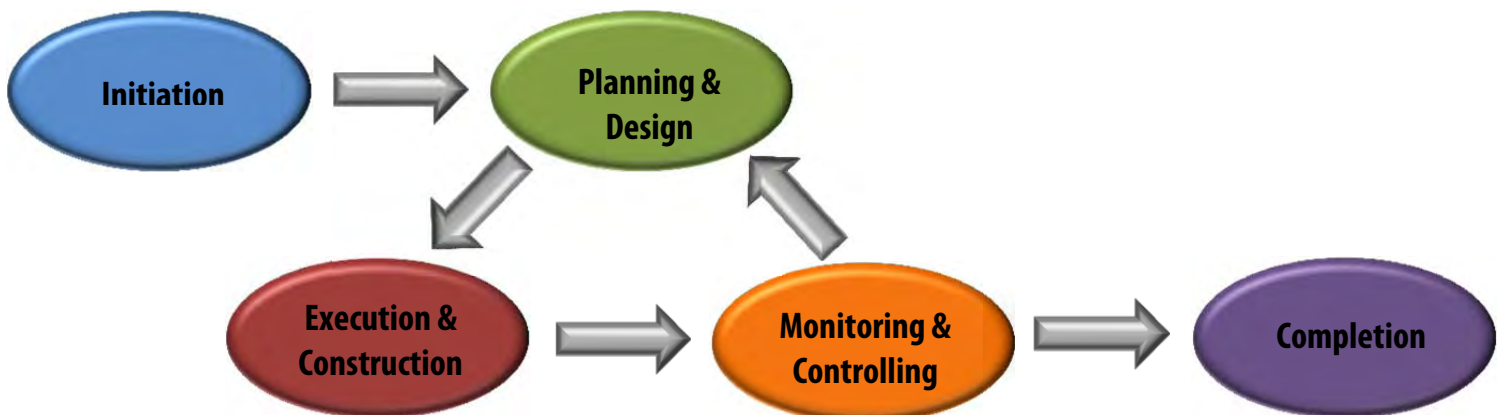 Initiation
Planning &
Design
Execution &
Construction
Monitoring &
Controlling
Completion